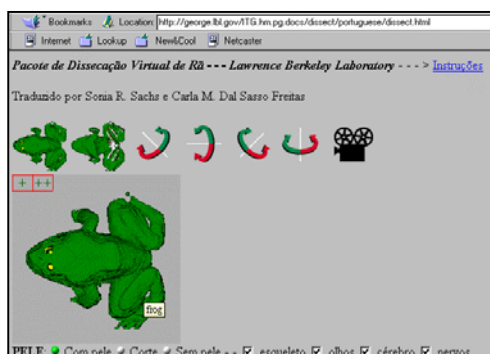 Bookmarks Location: http://george.lbl.gov/ITG.hm.pg.docs/dissect/portuguese/dissect.html
Internet Lookup New&Cool Netcaster
Pacote de Dissecação Virtual de Rã - - - Lawrence Berkeley Laboratory - - - > Instruções
Traduzido por Sonia R. Sachs e Carla M. Dal Sasso Freitas
+ ++
frog
PELE: Com pele Corte Sem pele - - esqueleto olhos cérebro nervos